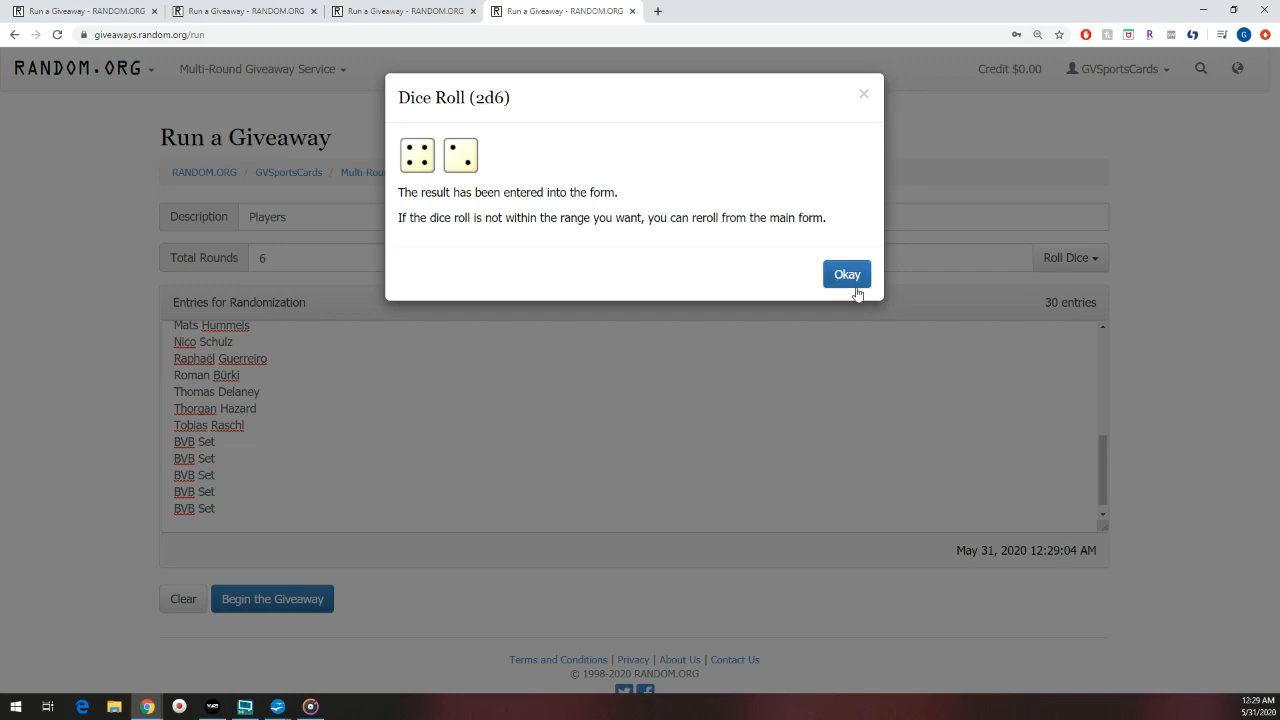 Run a Giveaway - RANDOM.ORG
Run a Giveaway - RANDOM.ORG
Run a Giveaway - RANDOM.ORG
Run a Giveaway - RANDOM.ORG
giveaways.random.org/run
RANDOM.ORG
Multi-Round Giveaway Service
Credit $0.00
GVSportsCards
Dice Roll (2d6)
The result has been entered into the form.
If the dice roll is not within the range you want, you can reroll from the main form.
Okay
Run a Giveaway
RANDOM.ORG / GVSportsCards / Multi-Rou
Description Players
Total Rounds 6 Roll Dice
Entries for Randomization 30 entries
Mats Hummels
Nico Schulz
Raphaël Guerreiro
Roman Bürki
Thomas Delaney
Thorgan Hazard
Tobias Raschl
BVB Set
BVB Set
BVB Set
BVB Set
BVB Set
May 31, 2020 12:29:04 AM
Clear Begin the Giveaway
Terms and Conditions | Privacy | About Us | Contact Us
© 1998-2020 RANDOM.ORG
12:29 AM
5/31/2020